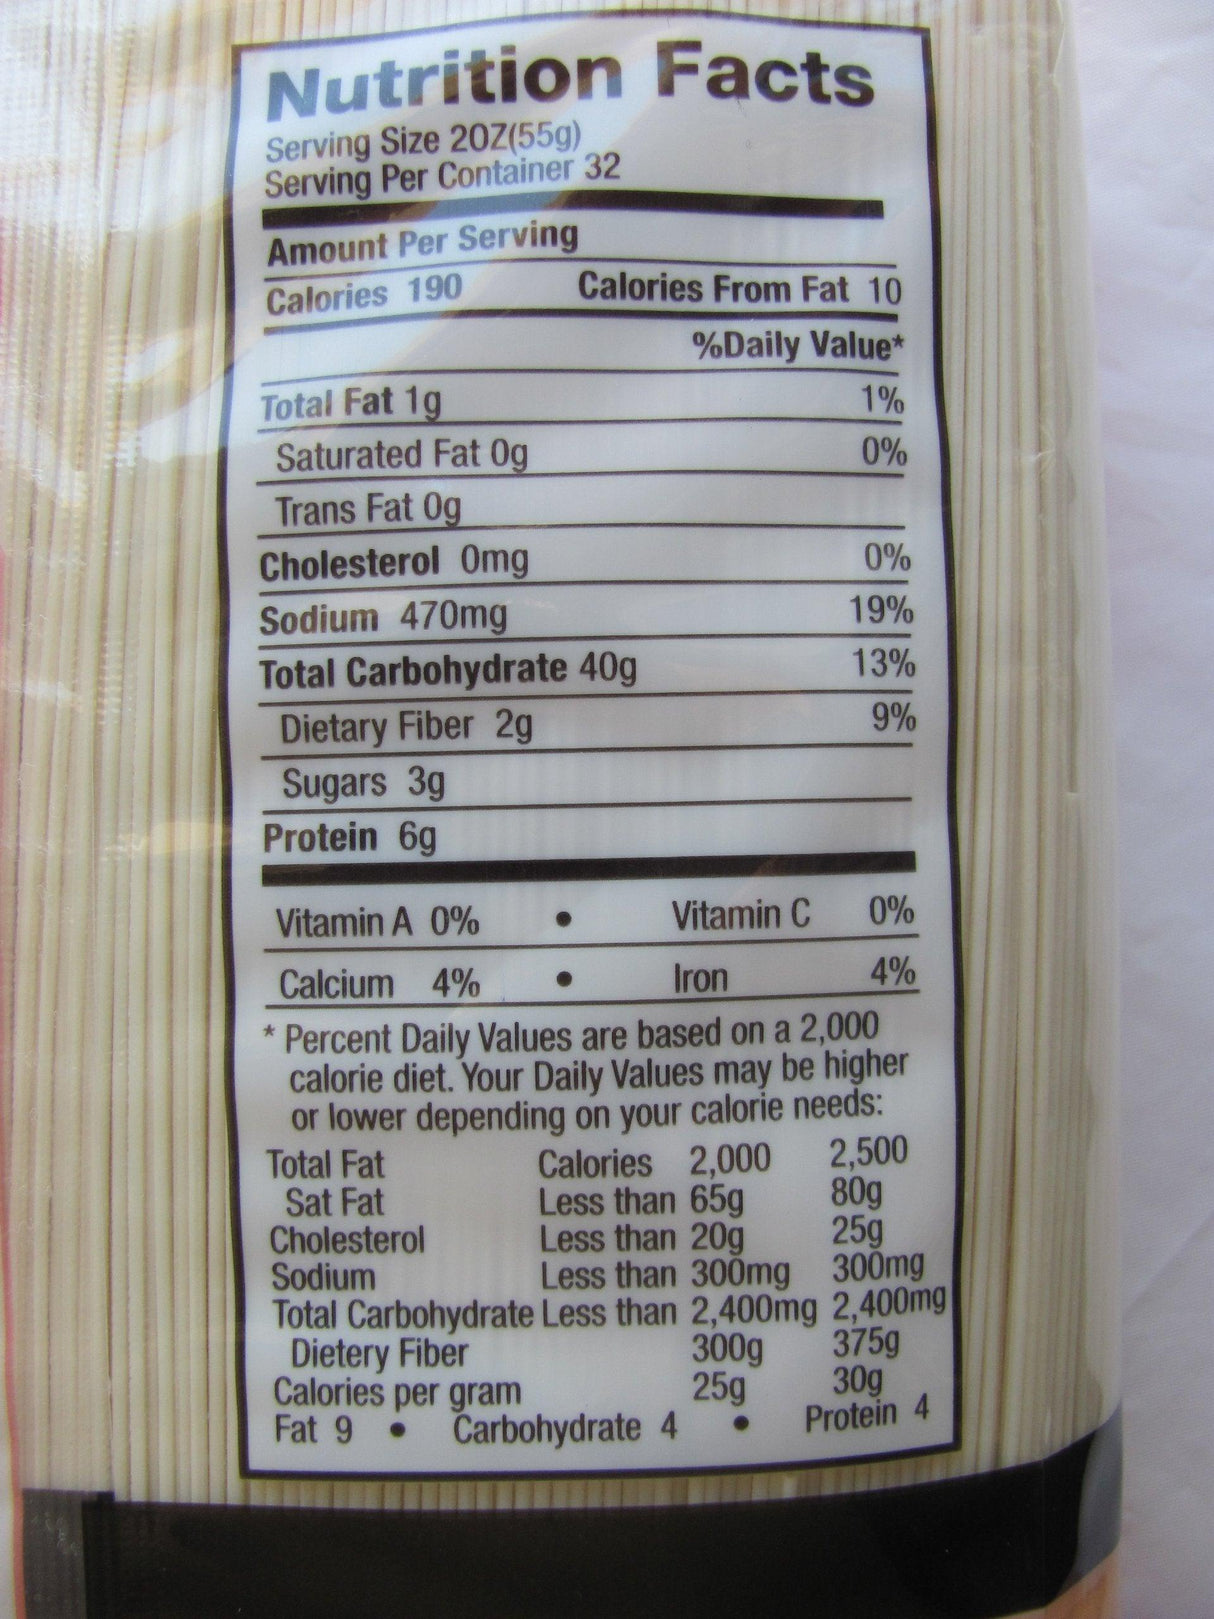 Nutrition Facts
Serving Size 2OZ(55g)
Serving Per Container 32
Amount Per Serving
Calories 190 Calories From Fat 10
%Daily Value*
Total Fat 1g 1%
Saturated Fat 0g 0%
Trans Fat 0g
Cholesterol 0mg 0%
Sodium 470mg 19%
Total Carbohydrate 40g 13%
Dietary Fiber 2g 9%
Sugars 3g
Protein 6g
Vitamin A 0% • Vitamin C 0%
Calcium 4% • Iron 4%
* Percent Daily Values are based on a 2,000
calorie diet. Your Daily Values may be higher
or lower depending on your calorie needs:
Total Fat Calories 2,000 2,500
Sat Fat Less than 65g 80g
Cholesterol Less than 20g 25g
Sodium Less than 300mg 300mg
Total Carbohydrate Less than 2,400mg 2,400mg
Dietery Fiber 300g 375g
Calories per gram 25g 30g
Fat 9 • Carbohydrate 4 • Protein 4